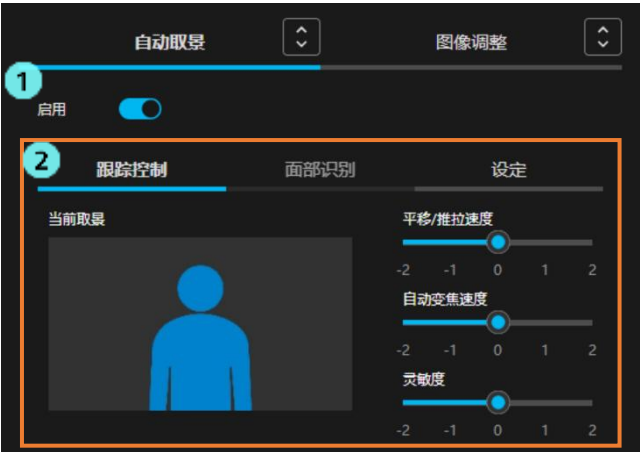 自动取景 图像调整
1
启用
2
跟踪控制 面部识别 设定
当前取景
平移/推拉速度
-2 -1 0 1 2
自动变焦速度
-2 -1 0 1 2
灵敏度
-2 -1 0 1 2